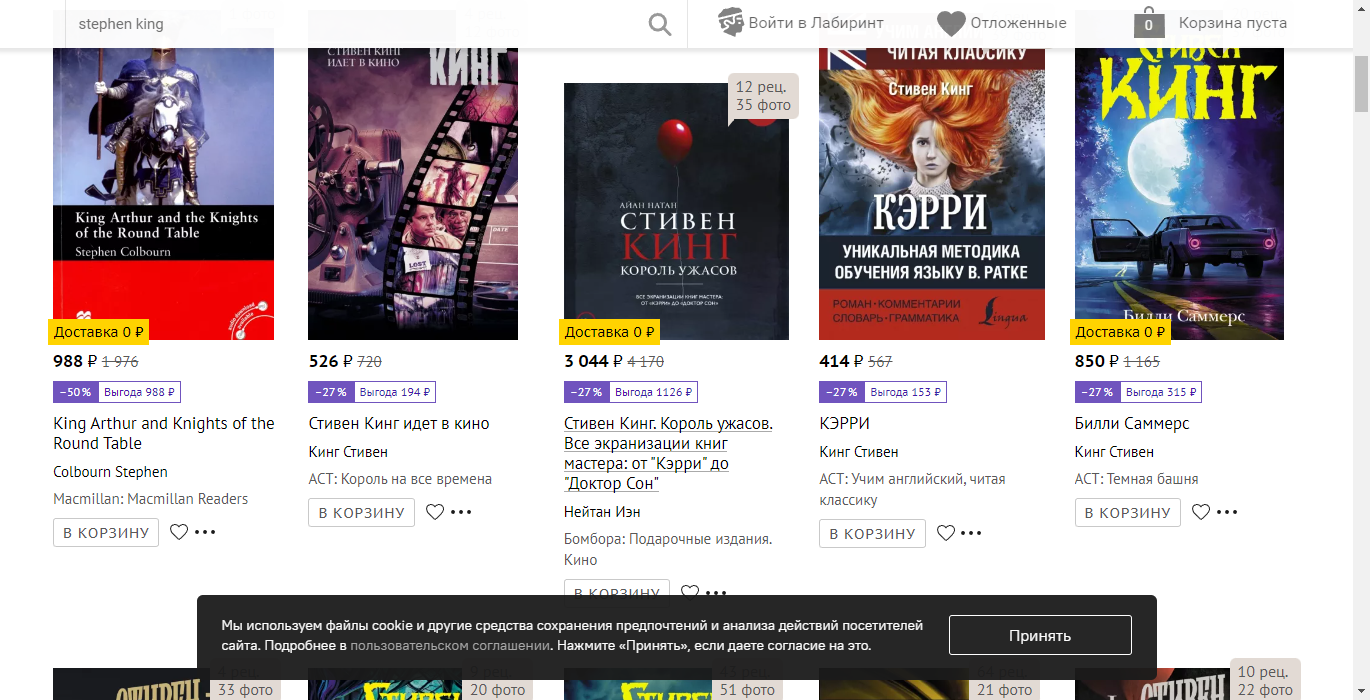 stephen king
Войти в Лабиринт
Отложенные
0
Корзина пуста
King Arthur and the Knights
of the Round Table
Stephen Colbourn
Доставка 0 ₽
988 ₽ 1 976
–50% Выгода 988 ₽
King Arthur and Knights of the
Round Table
Colbourn Stephen
Macmillan: Macmillan Readers
В КОРЗИНУ
СТИВЕН КИНГ
ИДЕТ В КИНО
КИНГ
DATE
LOST
526 ₽ 720
–27% Выгода 194 ₽
Стивен Кинг идет в кино
Кинг Стивен
АСТ: Король на все времена
В КОРЗИНУ
12 рец.
35 фото
АЙАН НАТАН
СТИВЕН
КИНГ
КОРОЛЬ УЖАСОВ
ВСЕ ЭКРАНИЗАЦИИ КНИГ МАСТЕРА:
ОТ «КЭРРИ» ДО «ДОКТОР СОН»
Доставка 0 ₽
3 044 ₽ 4 170
–27% Выгода 1126 ₽
Стивен Кинг. Король ужасов.
Все экранизации книг
мастера: от "Кэрри" до
"Доктор Сон"
Нейтан Иэн
Бомбора: Подарочные издания.
Кино
В КОРЗИНУ
ЧИТАЯ КЛАССИКУ
Стивен Кинг
КЭРРИ
УНИКАЛЬНАЯ МЕТОДИКА
ОБУЧЕНИЯ ЯЗЫКУ В. РАТКЕ
РОМАН·КОММЕНТАРИИ
СЛОВАРЬ·ГРАММАТИКА
Lingua
414 ₽ 567
–27% Выгода 153 ₽
КЭРРИ
Кинг Стивен
АСТ: Учим английский, читая
классику
В КОРЗИНУ
СТИВЕН
КИНГ
Билли Саммерс
Доставка 0 ₽
850 ₽ 1 165
–27% Выгода 315 ₽
Билли Саммерс
Кинг Стивен
АСТ: Темная башня
В КОРЗИНУ
Мы используем файлы cookie и другие средства сохранения предпочтений и анализа действий посетителей
сайта. Подробнее в пользовательском соглашении. Нажмите «Принять», если даете согласие на это.
Принять
33 фото
20 фото
51 фото
21 фото
10 рец.
22 фото